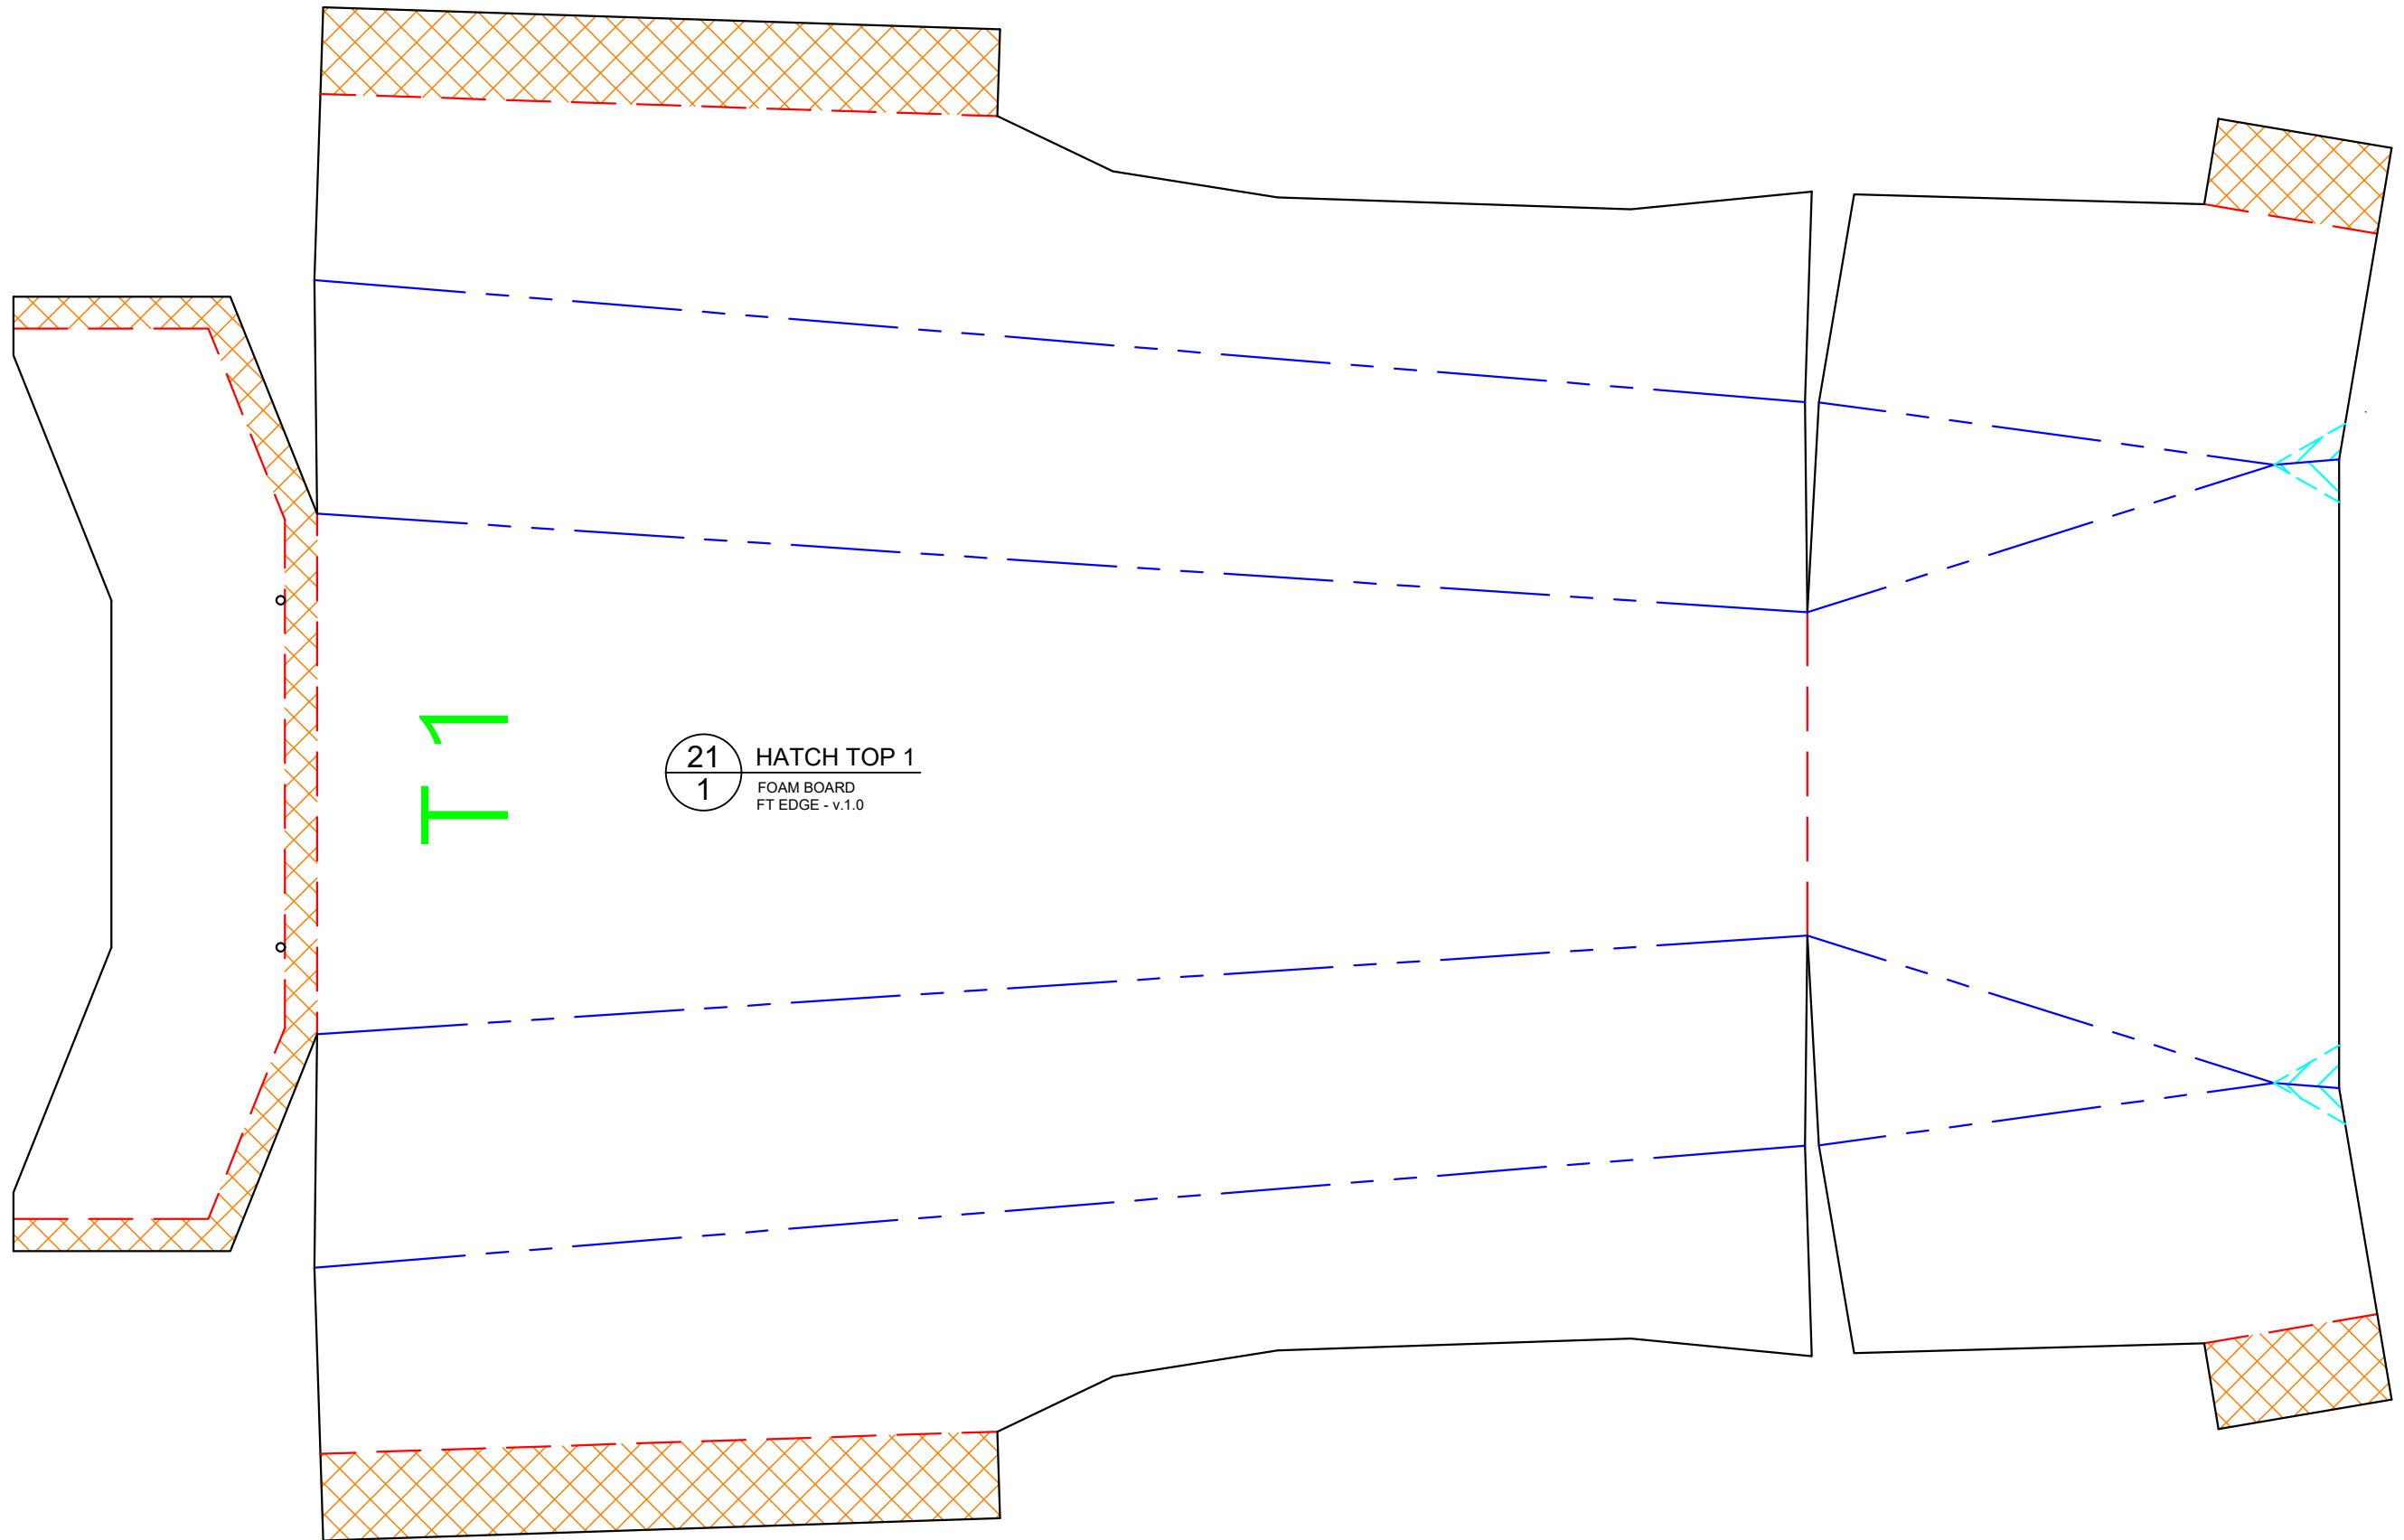 T1
21
1
HATCH TOP 1
FOAM BOARD
FT EDGE - v.1.0